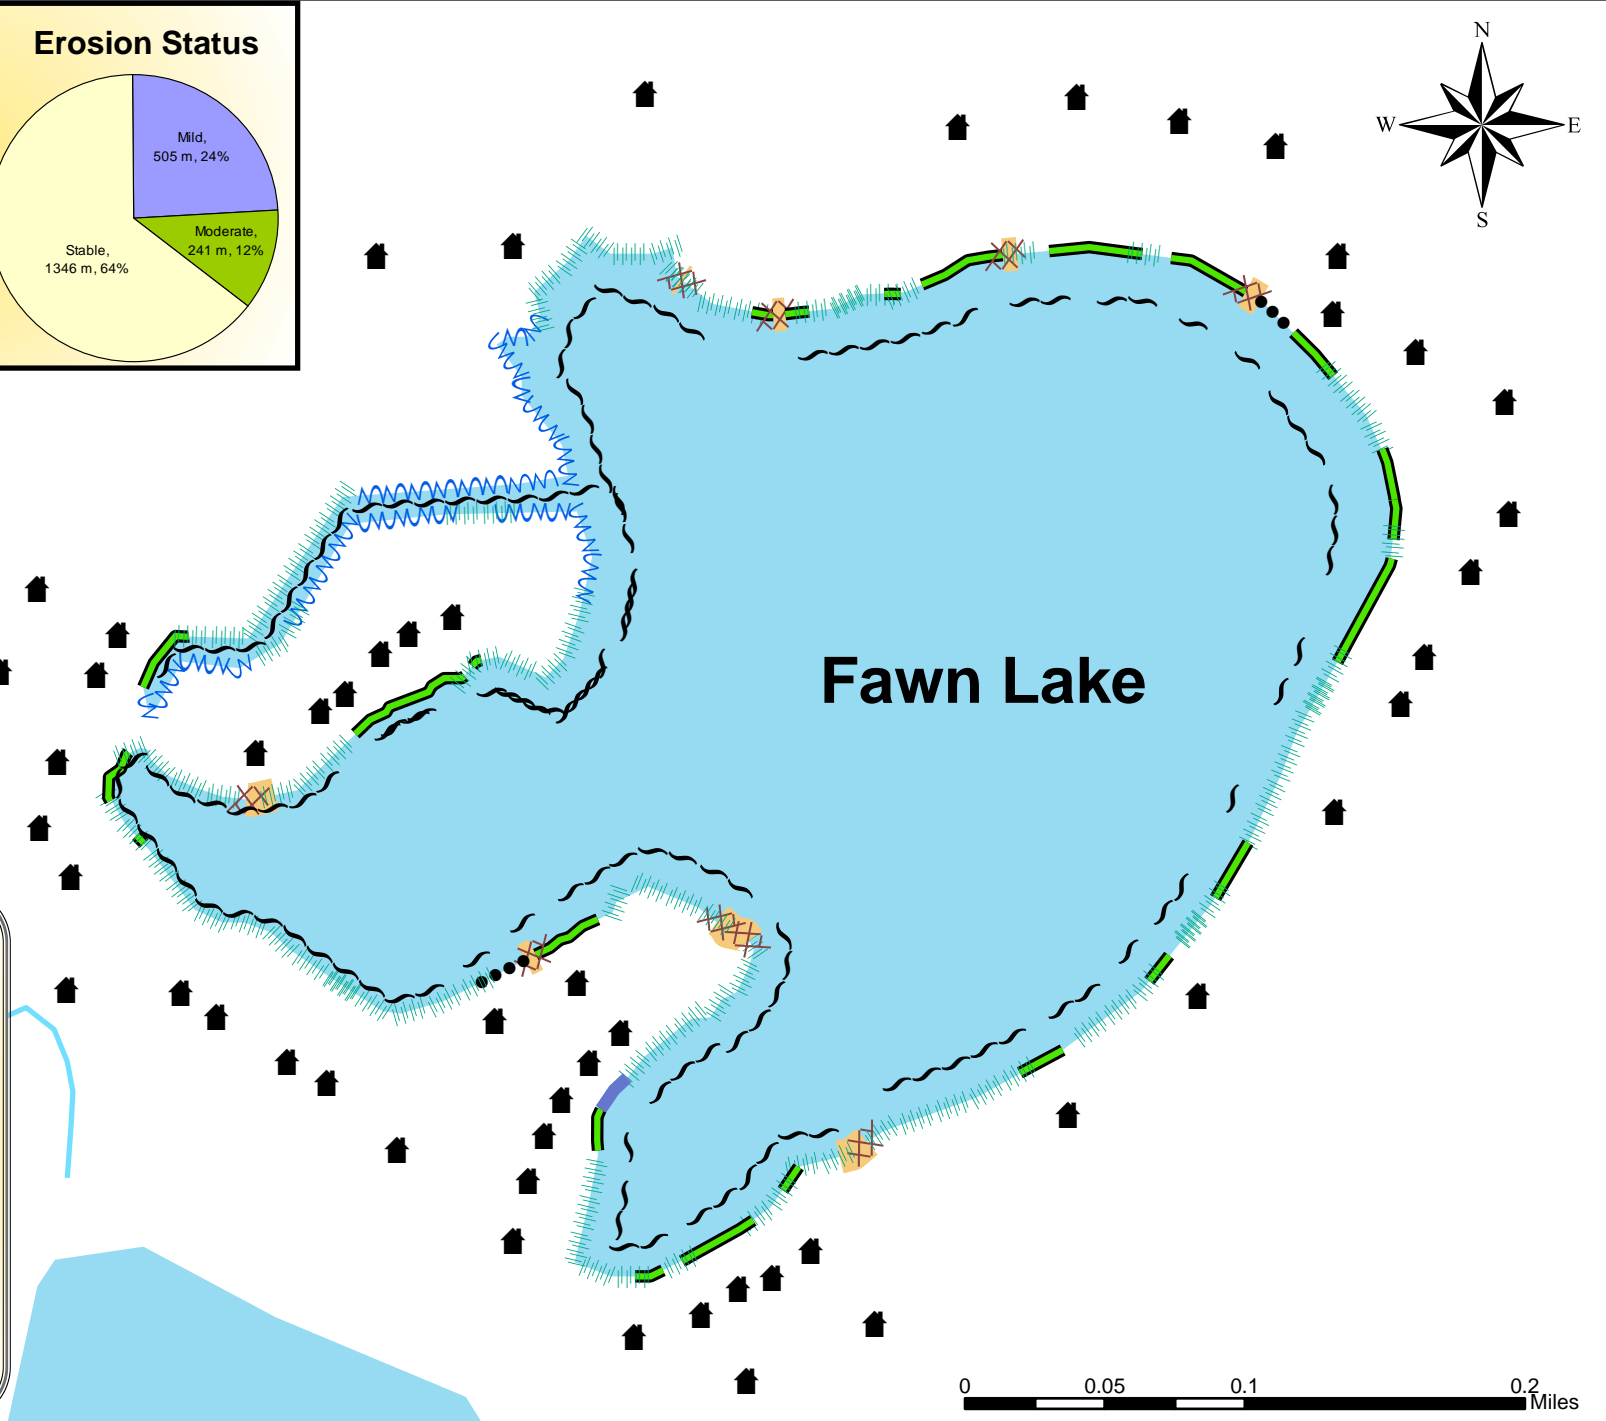 Erosion Status
Mild,
505 m, 24%
Moderate,
241 m, 12%
Stable,
1346 m, 64%
N
W
E
S
Fawn Lake
0
0.05
0.1
0.2
Miles